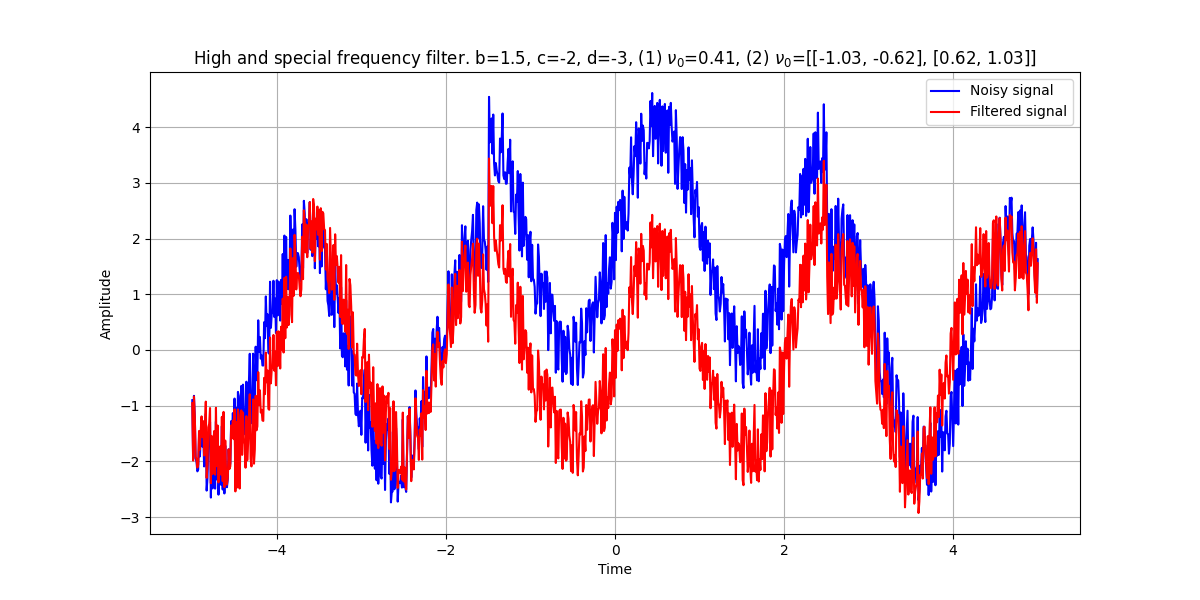 High and special frequency filter. b=1.5, c=-2, d=-3, (1) ν₀=0.41, (2) ν₀=[[-1.03, -0.62], [0.62, 1.03]]
Noisy signal
Filtered signal
Amplitude
4
3
2
1
0
−1
−2
−3
−4
−2
0
2
4
Time